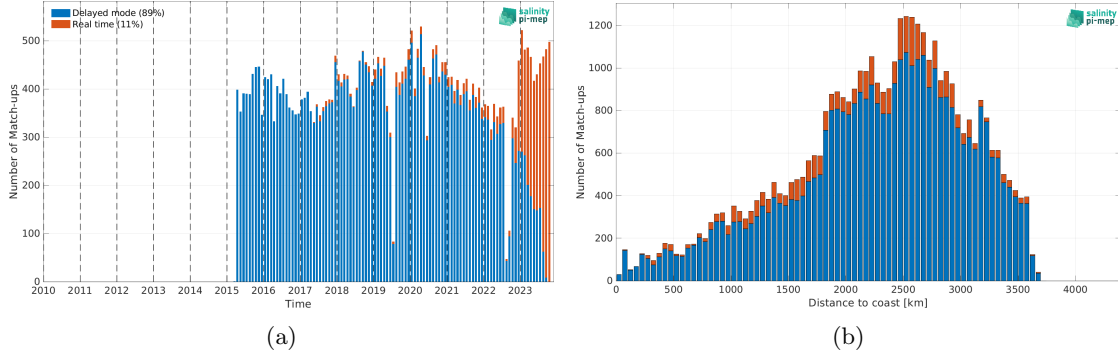 Delayed mode (89%)
Real time (11%)
salinity
pi-mep
Number of Match-ups
500
400
300
200
100
0
2010 2011 2012 2013 2014 2015 2016 2017 2018 2019 2020 2021 2022 2023
Time
(a)
salinity
pi-mep
Number of Match-ups
1200
1000
800
600
400
200
0
0 500 1000 1500 2000 2500 3000 3500 4000
Distance to coast [km]
(b)